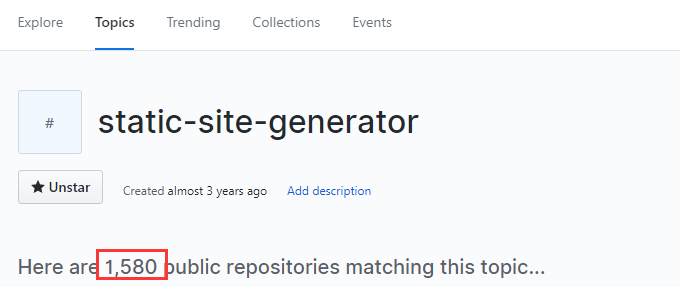 Explore Topics Trending Collections Events
# static-site-generator
Unstar Created almost 3 years ago Add description
Here are 1,580 public repositories matching this topic...